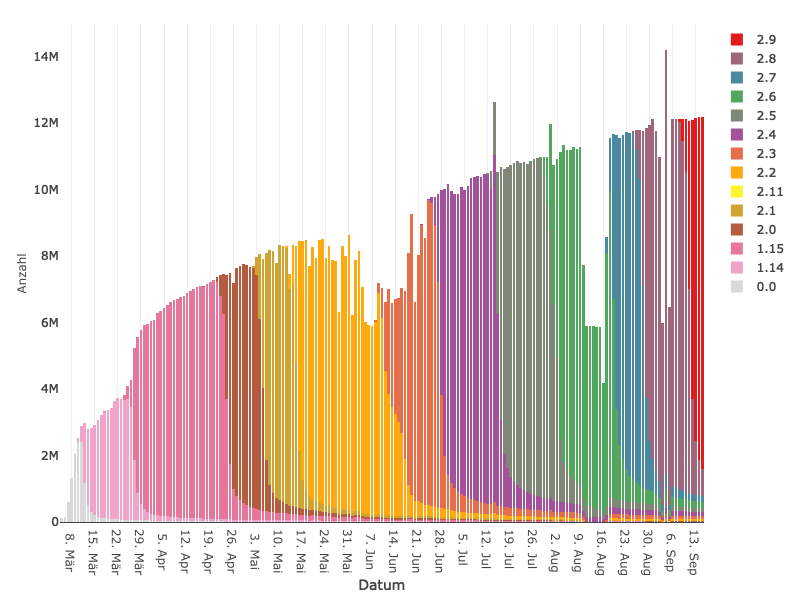 14M
12M
10M
8M
6M
4M
2M
0
Anzahl
8. Mär
15. Mär
22. Mär
29. Mär
5. Apr
12. Apr
19. Apr
26. Apr
3. Mai
10. Mai
17. Mai
24. Mai
31. Mai
7. Jun
14. Jun
21. Jun
28. Jun
5. Jul
12. Jul
19. Jul
26. Jul
2. Aug
9. Aug
16. Aug
23. Aug
30. Aug
6. Sep
13. Sep
Datum
2.9
2.8
2.7
2.6
2.5
2.4
2.3
2.2
2.11
2.1
2.0
1.15
1.14
0.0